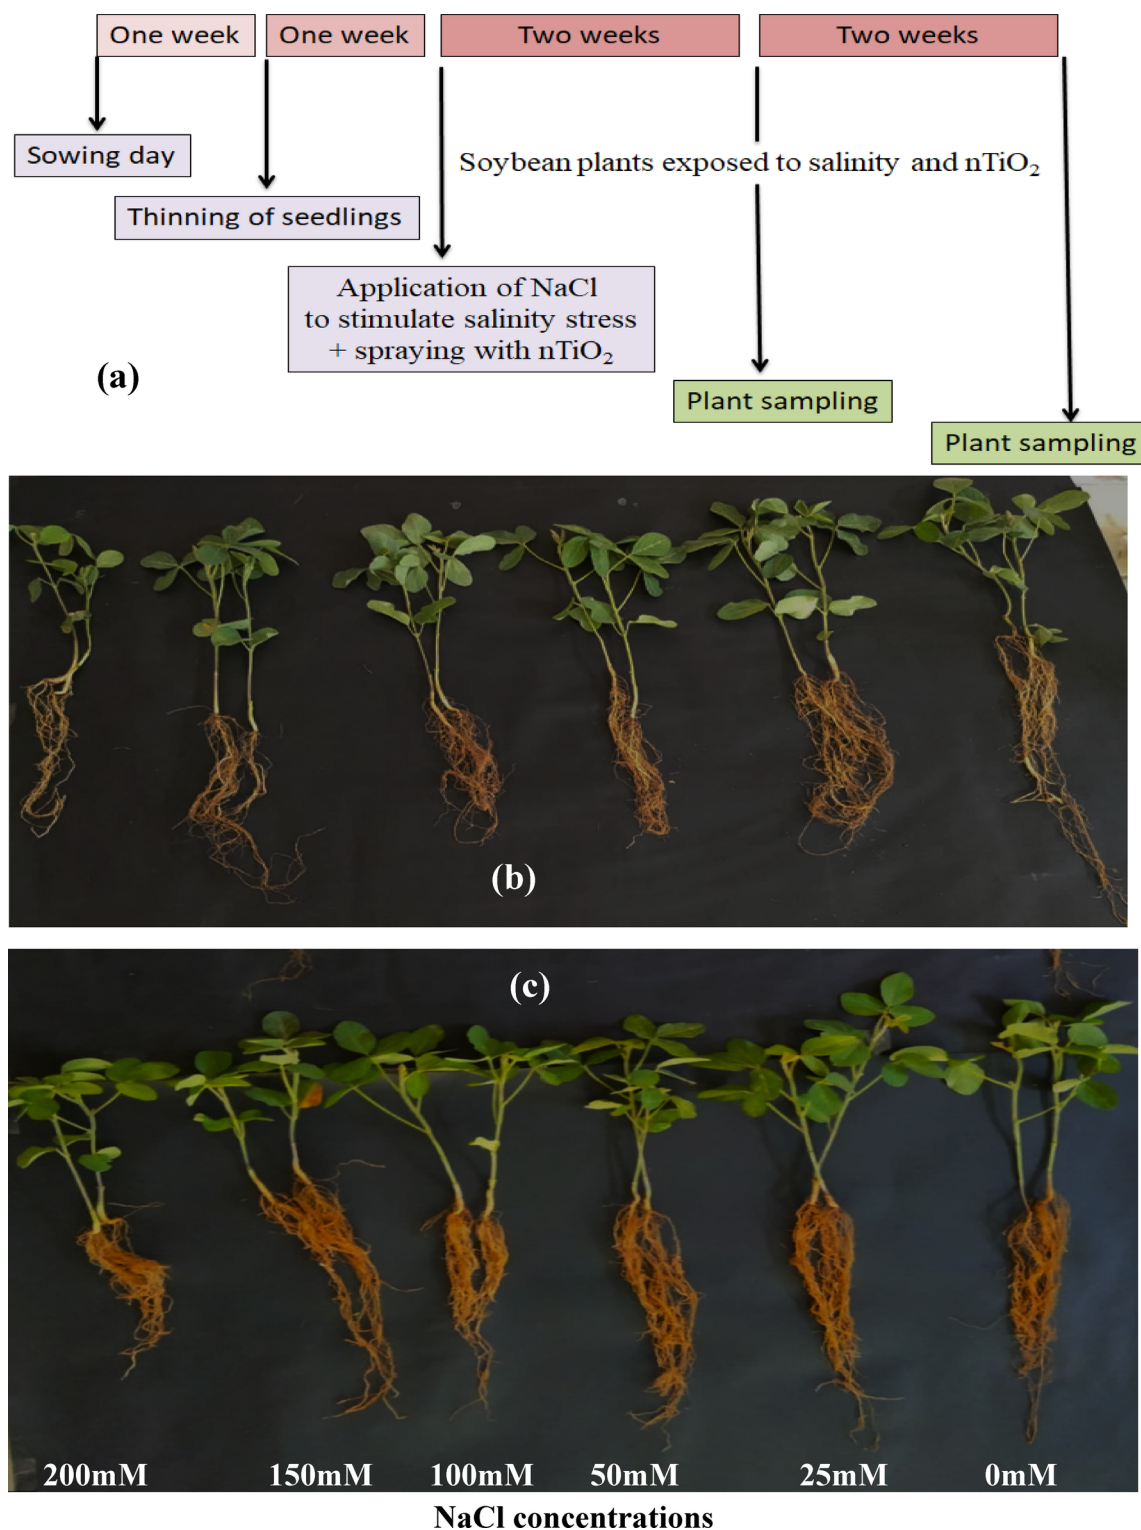 One week One week Two weeks Two weeks
Sowing day
Soybean plants exposed to salinity and nTiO₂
Thinning of seedlings
Application of NaCl
to stimulate salinity stress
+ spraying with nTiO₂
(a)
Plant sampling
Plant sampling
(b)
(c)
200mM 150mM 100mM 50mM 25mM 0mM
NaCl concentrations